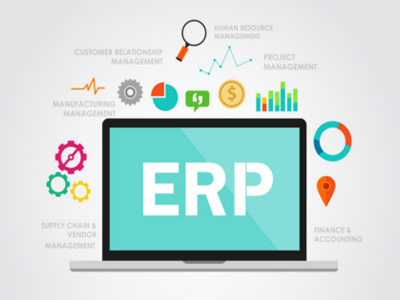 HUMAN RESOURCE
MANAGEMENT
CUSTOMER RELATIONSHIP
MANAGEMENT
PROJECT
MANAGEMENT
MANUFACTURING
MANAGEMENT
$
ERP
SUPPLY CHAIN &
VENDOR
MANAGEMENT
FINANCE &
ACCOUNTING